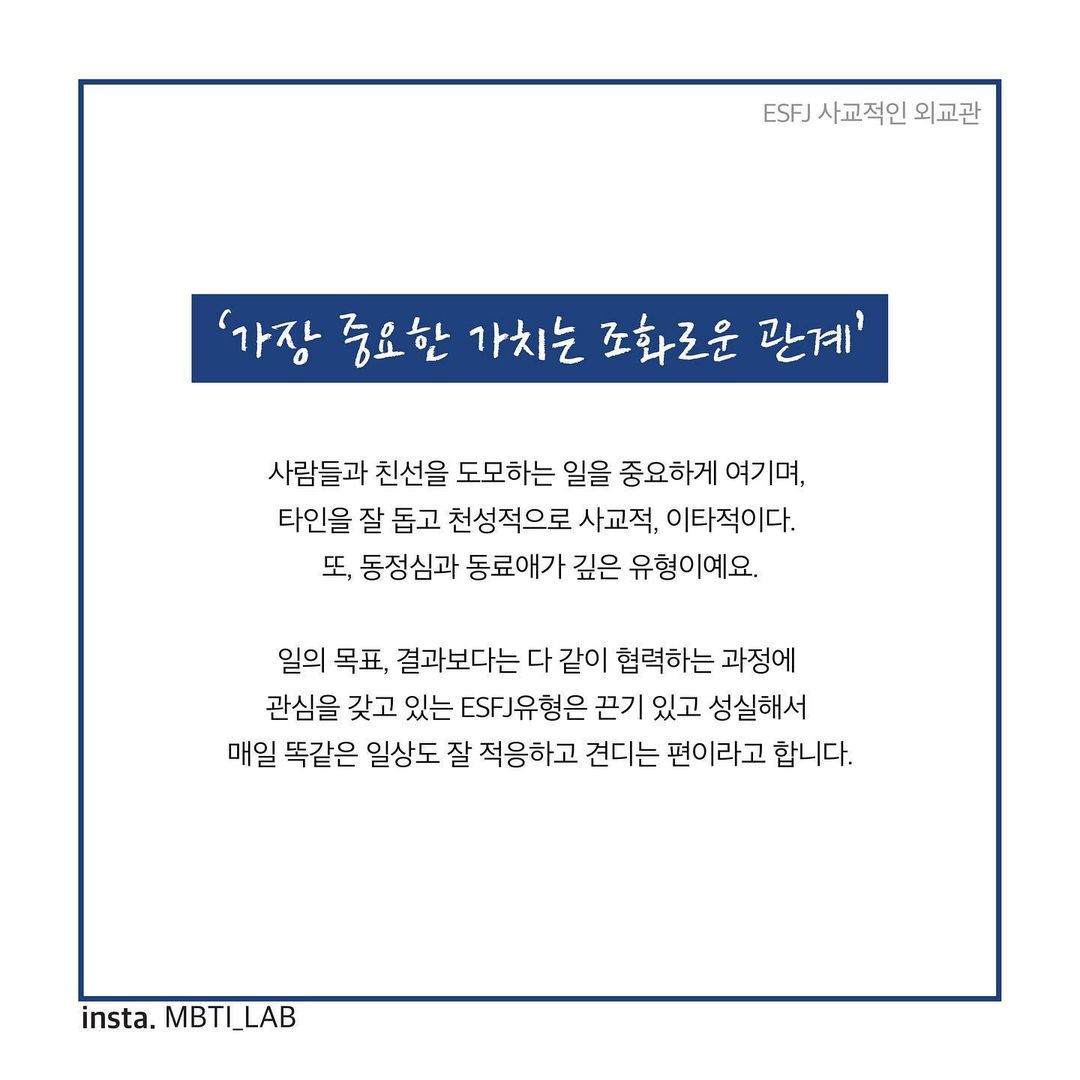 ESFJ 사교적인 외교관
‘가장 중요한 가치는 조화로운 관계’
사람들과 친선을 도모하는 일을 중요하게 여기며,
타인을 잘 돕고 천성적으로 사교적, 이타적이다.
또, 동정심과 동료애가 깊은 유형이예요.
일의 목표, 결과보다는 다 같이 협력하는 과정에
관심을 갖고 있는 ESFJ유형은 끈기 있고 성실해서
매일 똑같은 일상도 잘 적응하고 견디는 편이라고 합니다.
insta. MBTI_LAB